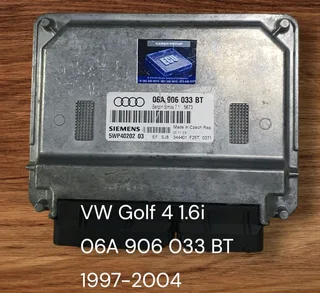 ECU
06A 906 033 BT
SIEMENS
Made in Czech Rep.
5WP40202 03
VW Golf 4 1.6i
06A 906 033 BT
1997-2004